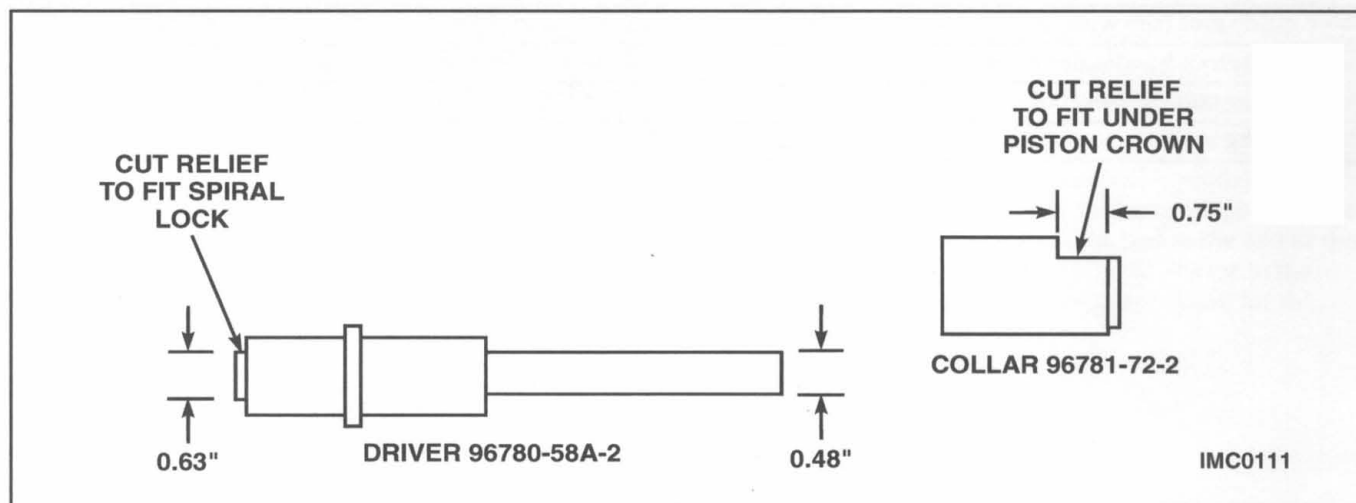 CUT RELIEF
TO FIT SPIRAL
LOCK
0.63"
DRIVER 96780-58A-2
0.48"
CUT RELIEF
TO FIT UNDER
PISTON CROWN
0.75"
COLLAR 96781-72-2
IMC0111